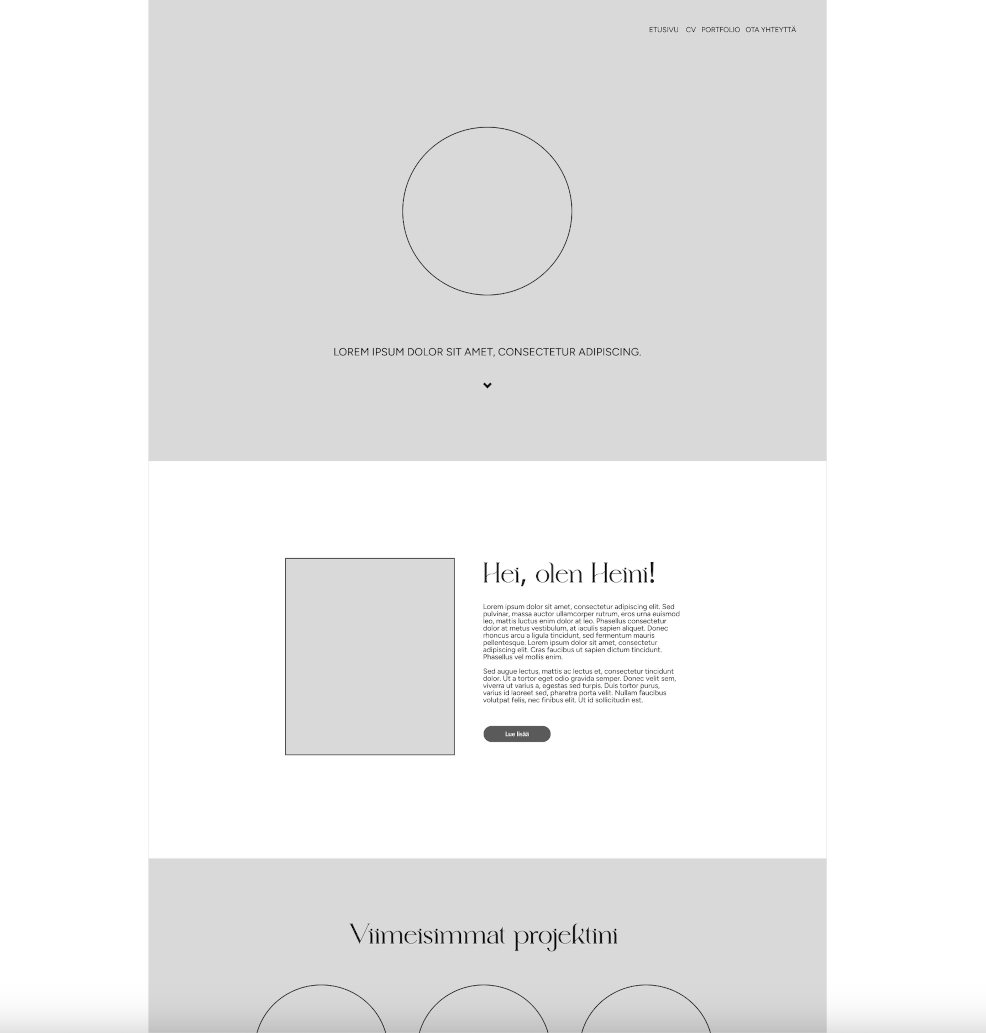 ETUSIVU CV PORTFOLIO OTA YHTEYTTÄ
LOREM IPSUM DOLOR SIT AMET, CONSECTETUR ADIPISCING.
Hei, olen Heini!
Lorem ipsum dolor sit amet, consectetur adipiscing elit. Sed
pulvinar, massa auctor ullamcorper rutrum, eros urna euismod
leo, mattis luctus enim dolor at leo. Phasellus consectetur
dolor at metus vestibulum, at iaculis sapien aliquet. Donec
rhoncus arcu a ligula tincidunt, sed fermentum mauris
pellentesque. Lorem ipsum dolor sit amet, consectetur
adipiscing elit. Cras faucibus ut sapien dictum tincidunt.
Phasellus vel mollis enim.
Sed augue lectus, mattis ac lectus et, consectetur tincidunt
dolor. Ut a tortor eget odio gravida semper. Donec velit sem,
viverra ut varius a, egestas sed turpis. Duis tortor purus,
varius id laoreet sed, pharetra porta velit. Nullam faucibus
volutpat felis, nec finibus elit. Ut id sollicitudin est.
Lue lisää
Viimeisimmat projektini